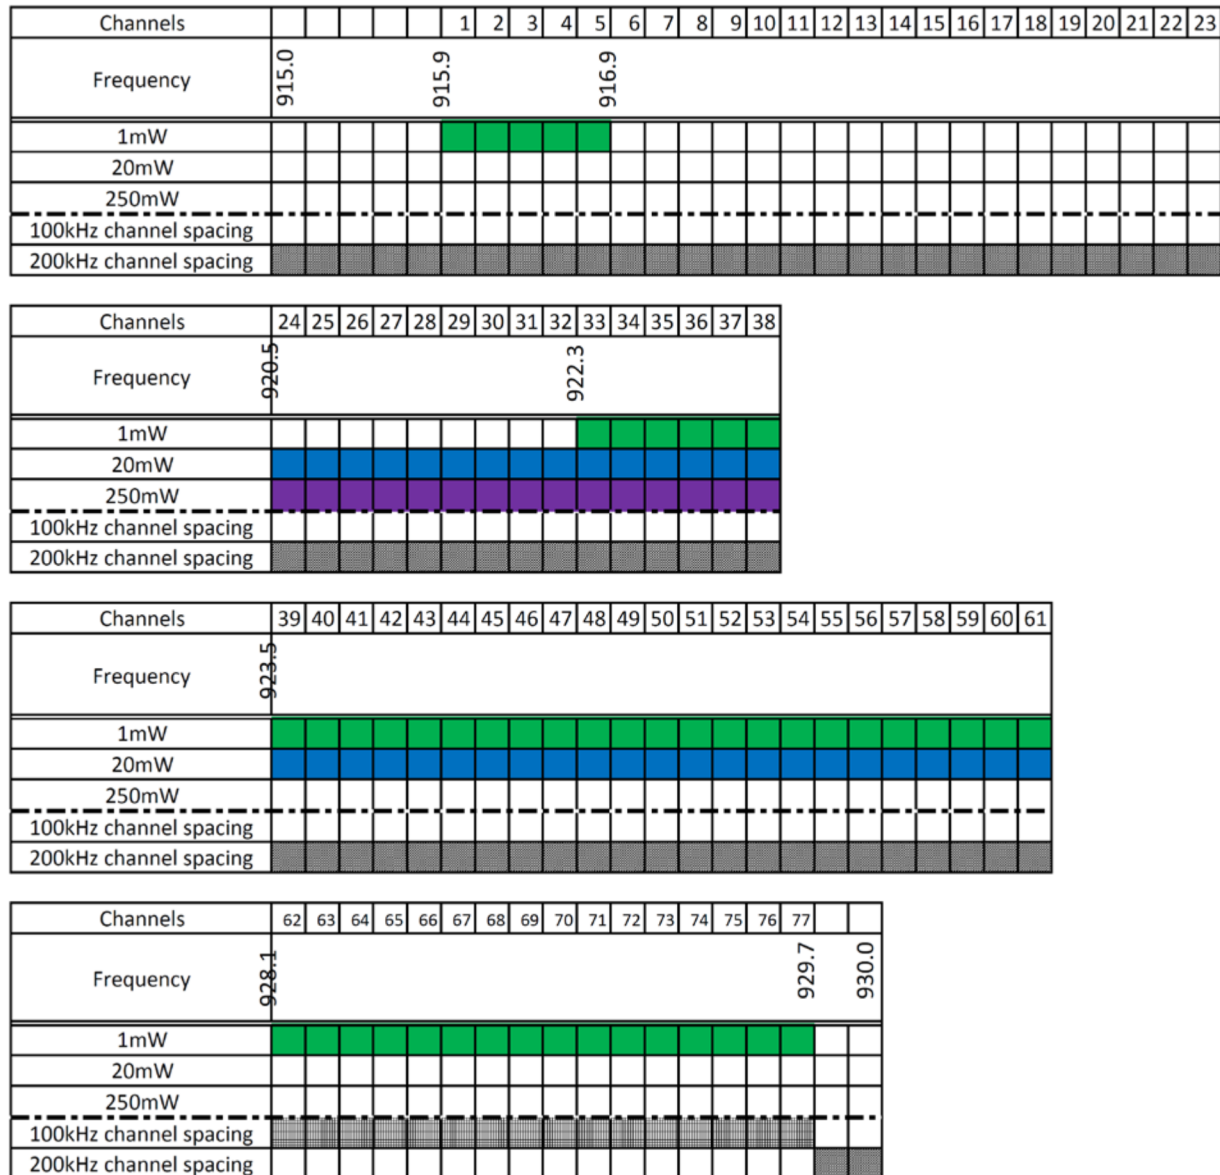 Channels 1 2 3 4 5 6 7 8 9 10 11 12 13 14 15 16 17 18 19 20 21 22 23
Frequency 915.0 915.9 916.9
1mW
20mW
250mW
100kHz channel spacing
200kHz channel spacing
Channels 24 25 26 27 28 29 30 31 32 33 34 35 36 37 38
Frequency 920.5 922.3
1mW
20mW
250mW
100kHz channel spacing
200kHz channel spacing
Channels 39 40 41 42 43 44 45 46 47 48 49 50 51 52 53 54 55 56 57 58 59 60 61
Frequency 923.5
1mW
20mW
250mW
100kHz channel spacing
200kHz channel spacing
Channels 62 63 64 65 66 67 68 69 70 71 72 73 74 75 76 77
Frequency 928.1 929.7 930.0
1mW
20mW
250mW
100kHz channel spacing
200kHz channel spacing